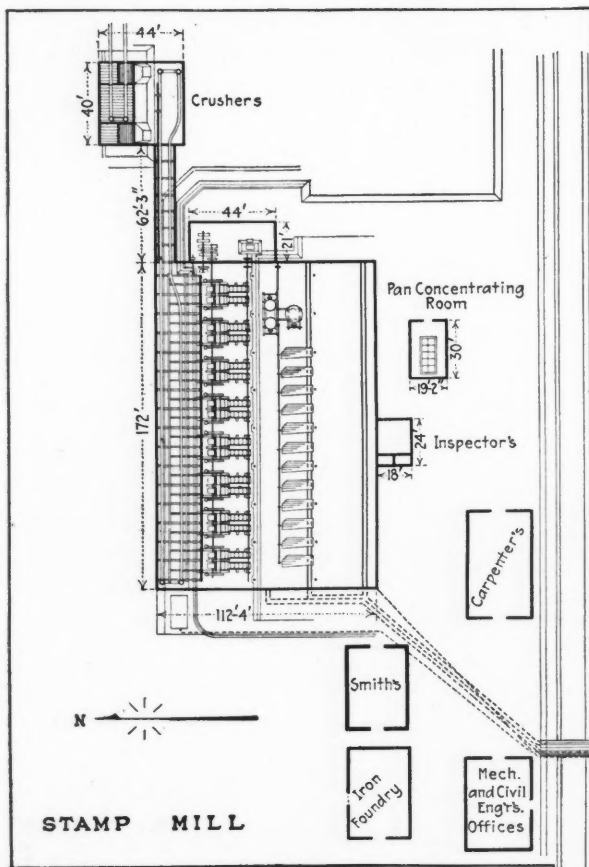 44'
40'
Crushers
62'-3"
44'
21'
Pan Concentrating
Room
30'
19'-2"
172'
24'
Inspector's
18'
Carpenter's
112'-4"
Smith's
N
Iron
Foundry
Mech.
and Civil
Eng'r's.
Offices
STAMP MILL